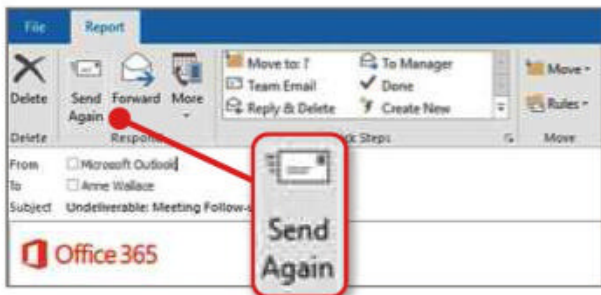 File Report
Delete
Send Again
Forward
More
Move to: ?
Team Email
Reply & Delete
To Manager
Done
Create New
Move
Rules
Delete
Steps
Move
From Microsoft Outlook
To Anne Wallace
Subject Undeliverable: Meeting
Office 365
Send
Again